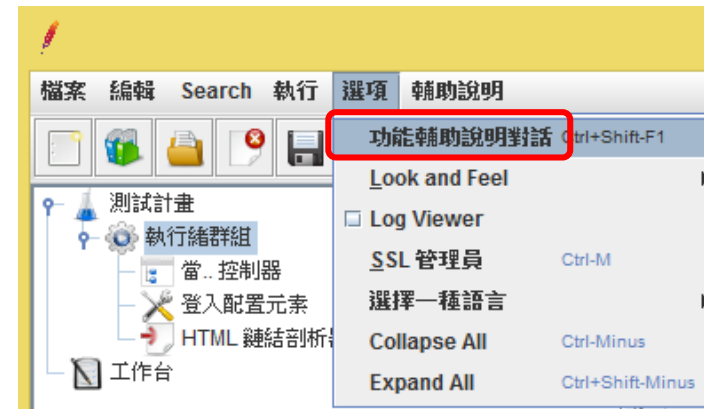 檔案 編輯 Search 執行 選項 輔助說明
功能輔助說明對話 Ctrl+Shift-F1
Look and Feel
Log Viewer
SSL 管理員 Ctrl-M
選擇一種語言
Collapse All Ctrl-Minus
Expand All Ctrl+Shift-Minus
測試計畫
執行緒群組
當.. 控制器
登入配置元素
HTML 鏈結剖析
工作台